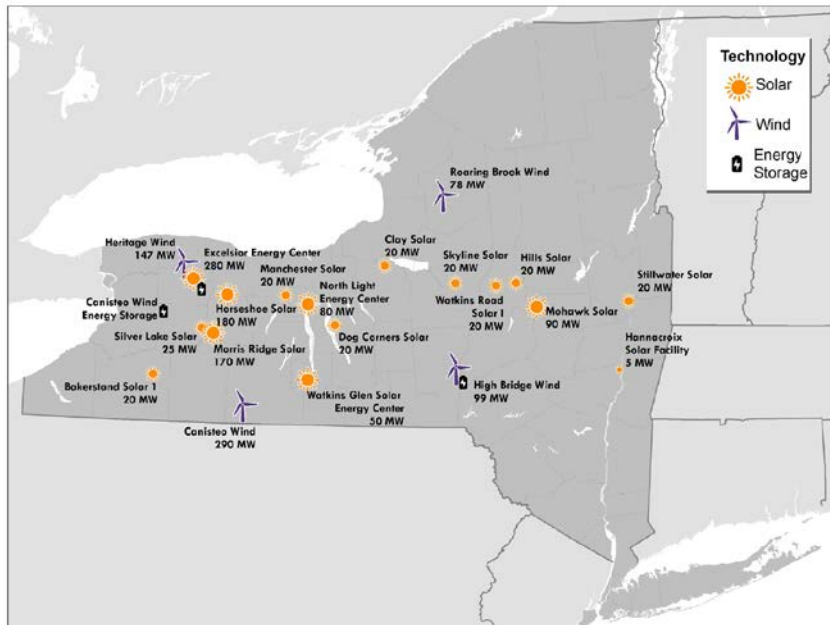 Technology
Solar
Wind
Energy
Storage
Roaring Brook Wind
78 MW
Heritage Wind
147 MW
Excelsior Energy Center
280 MW
Clay Solar
20 MW
Skyline Solar
20 MW
Hills Solar
20 MW
Stillwater Solar
20 MW
Manchester Solar
20 MW
North Light
Energy Center
80 MW
Canisteo Wind
Energy Storage
Horseshoe Solar
180 MW
Watkins Road
Solar I
20 MW
Mohawk Solar
90 MW
Silver Lake Solar
25 MW
Morris Ridge Solar
170 MW
Dog Corners Solar
20 MW
Hannacroix
Solar Facility
5 MW
Bakerstand Solar 1
20 MW
Watkins Glen Solar
Energy Center
50 MW
High Bridge Wind
99 MW
Canisteo Wind
290 MW